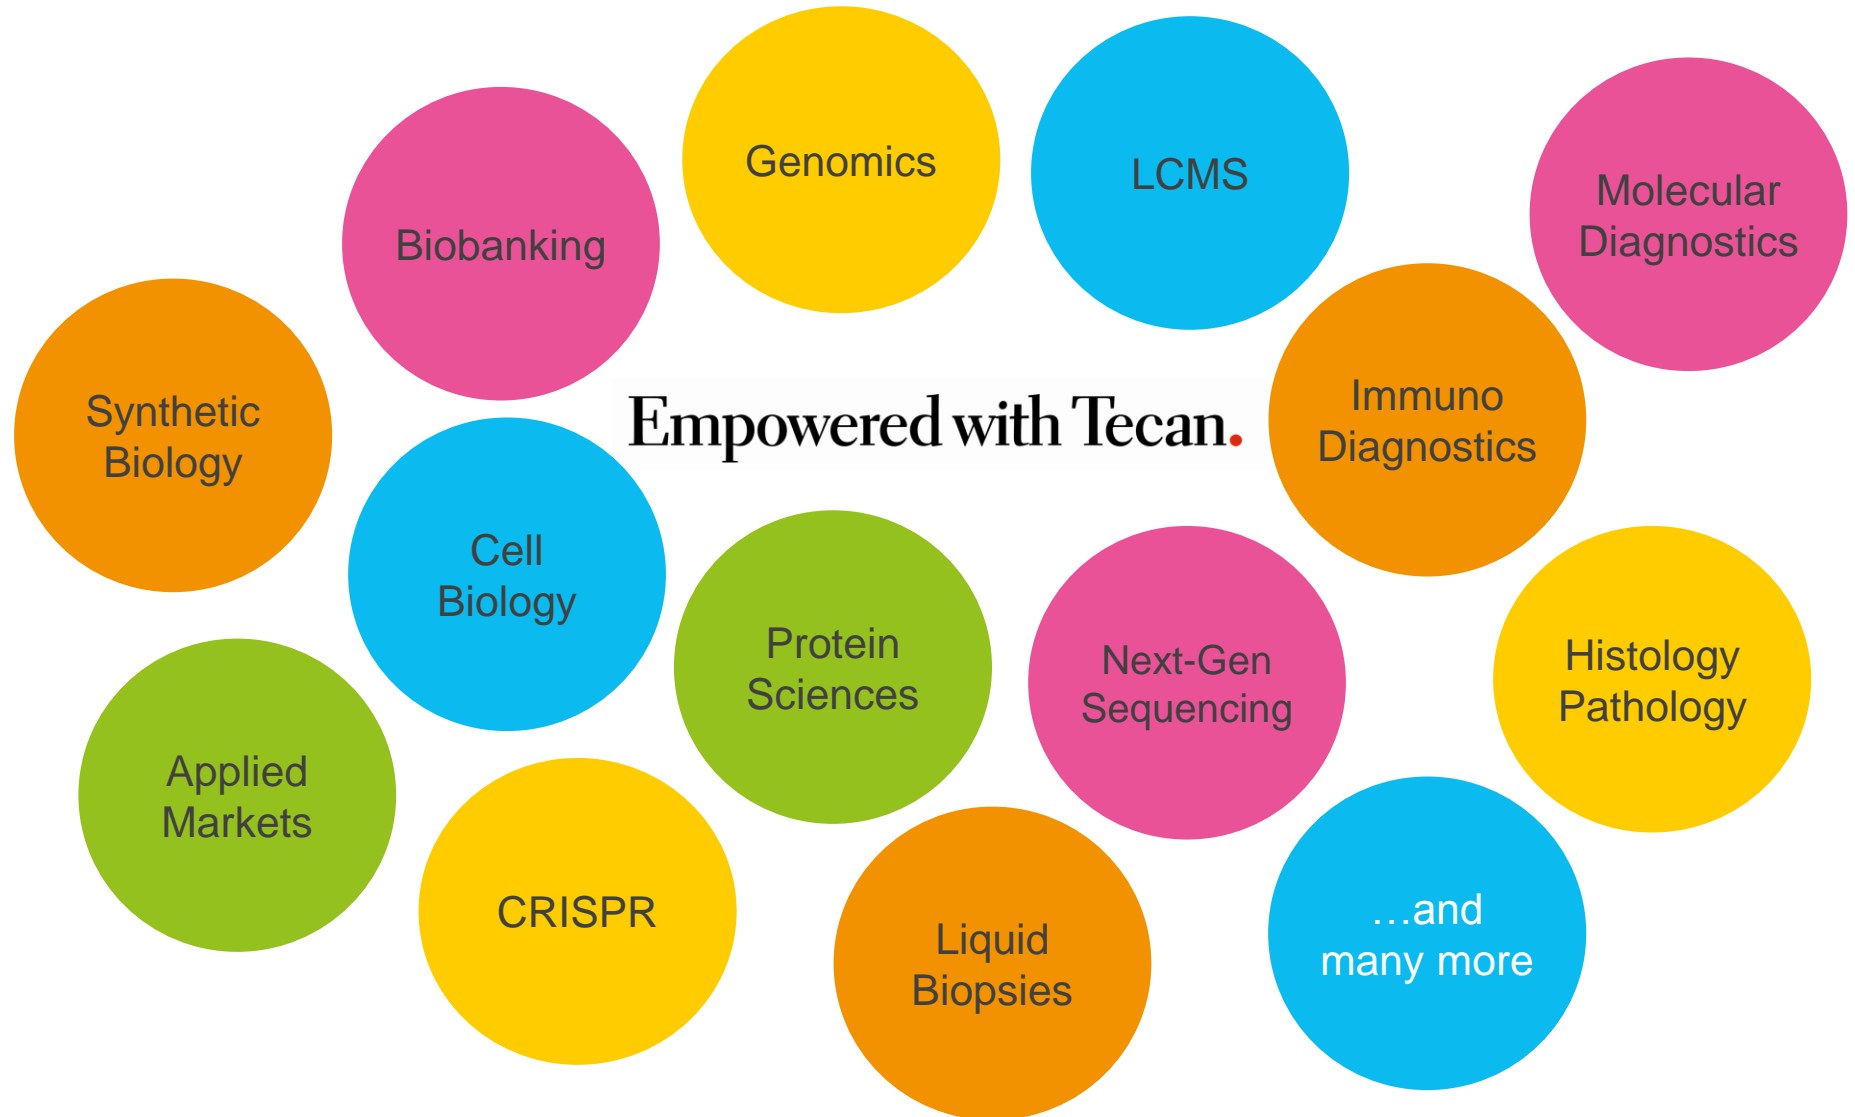 Genomics
LCMS
Molecular
Diagnostics
Biobanking
Synthetic
Biology
Empowered with Tecan.
Immuno
Diagnostics
Cell
Biology
Protein
Sciences
Next-Gen
Sequencing
Histology
Pathology
Applied
Markets
CRISPR
Liquid
Biopsies
…and
many more